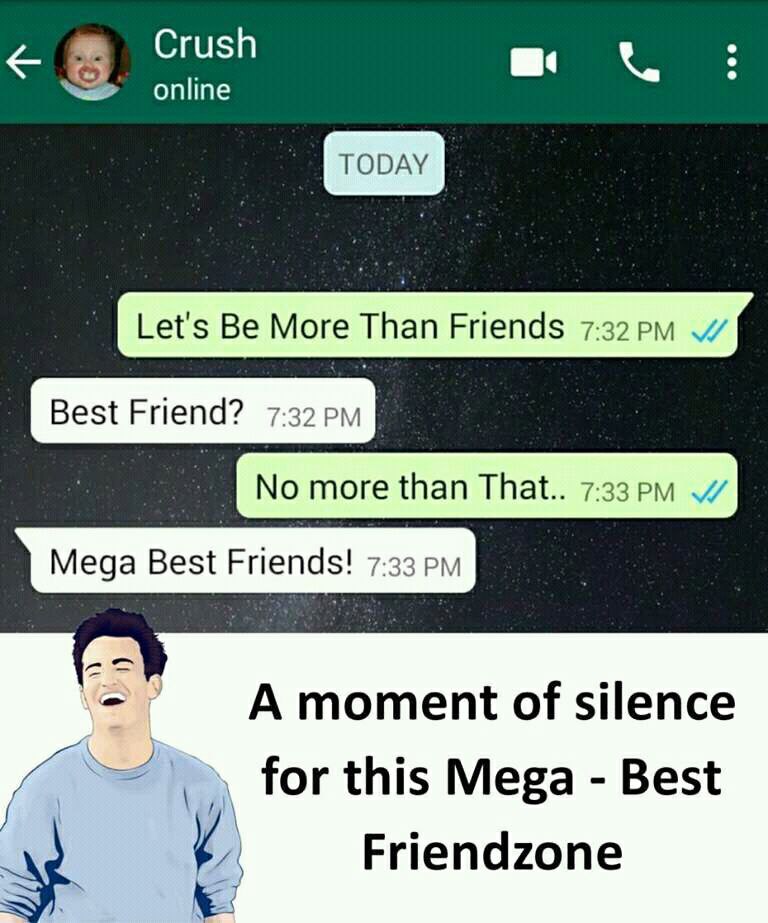 Crush
online
TODAY
Let's Be More Than Friends 7:32 PM
Best Friend? 7:32 PM
No more than That.. 7:33 PM
Mega Best Friends! 7:33 PM
A moment of silence
for this Mega - Best
Friendzone